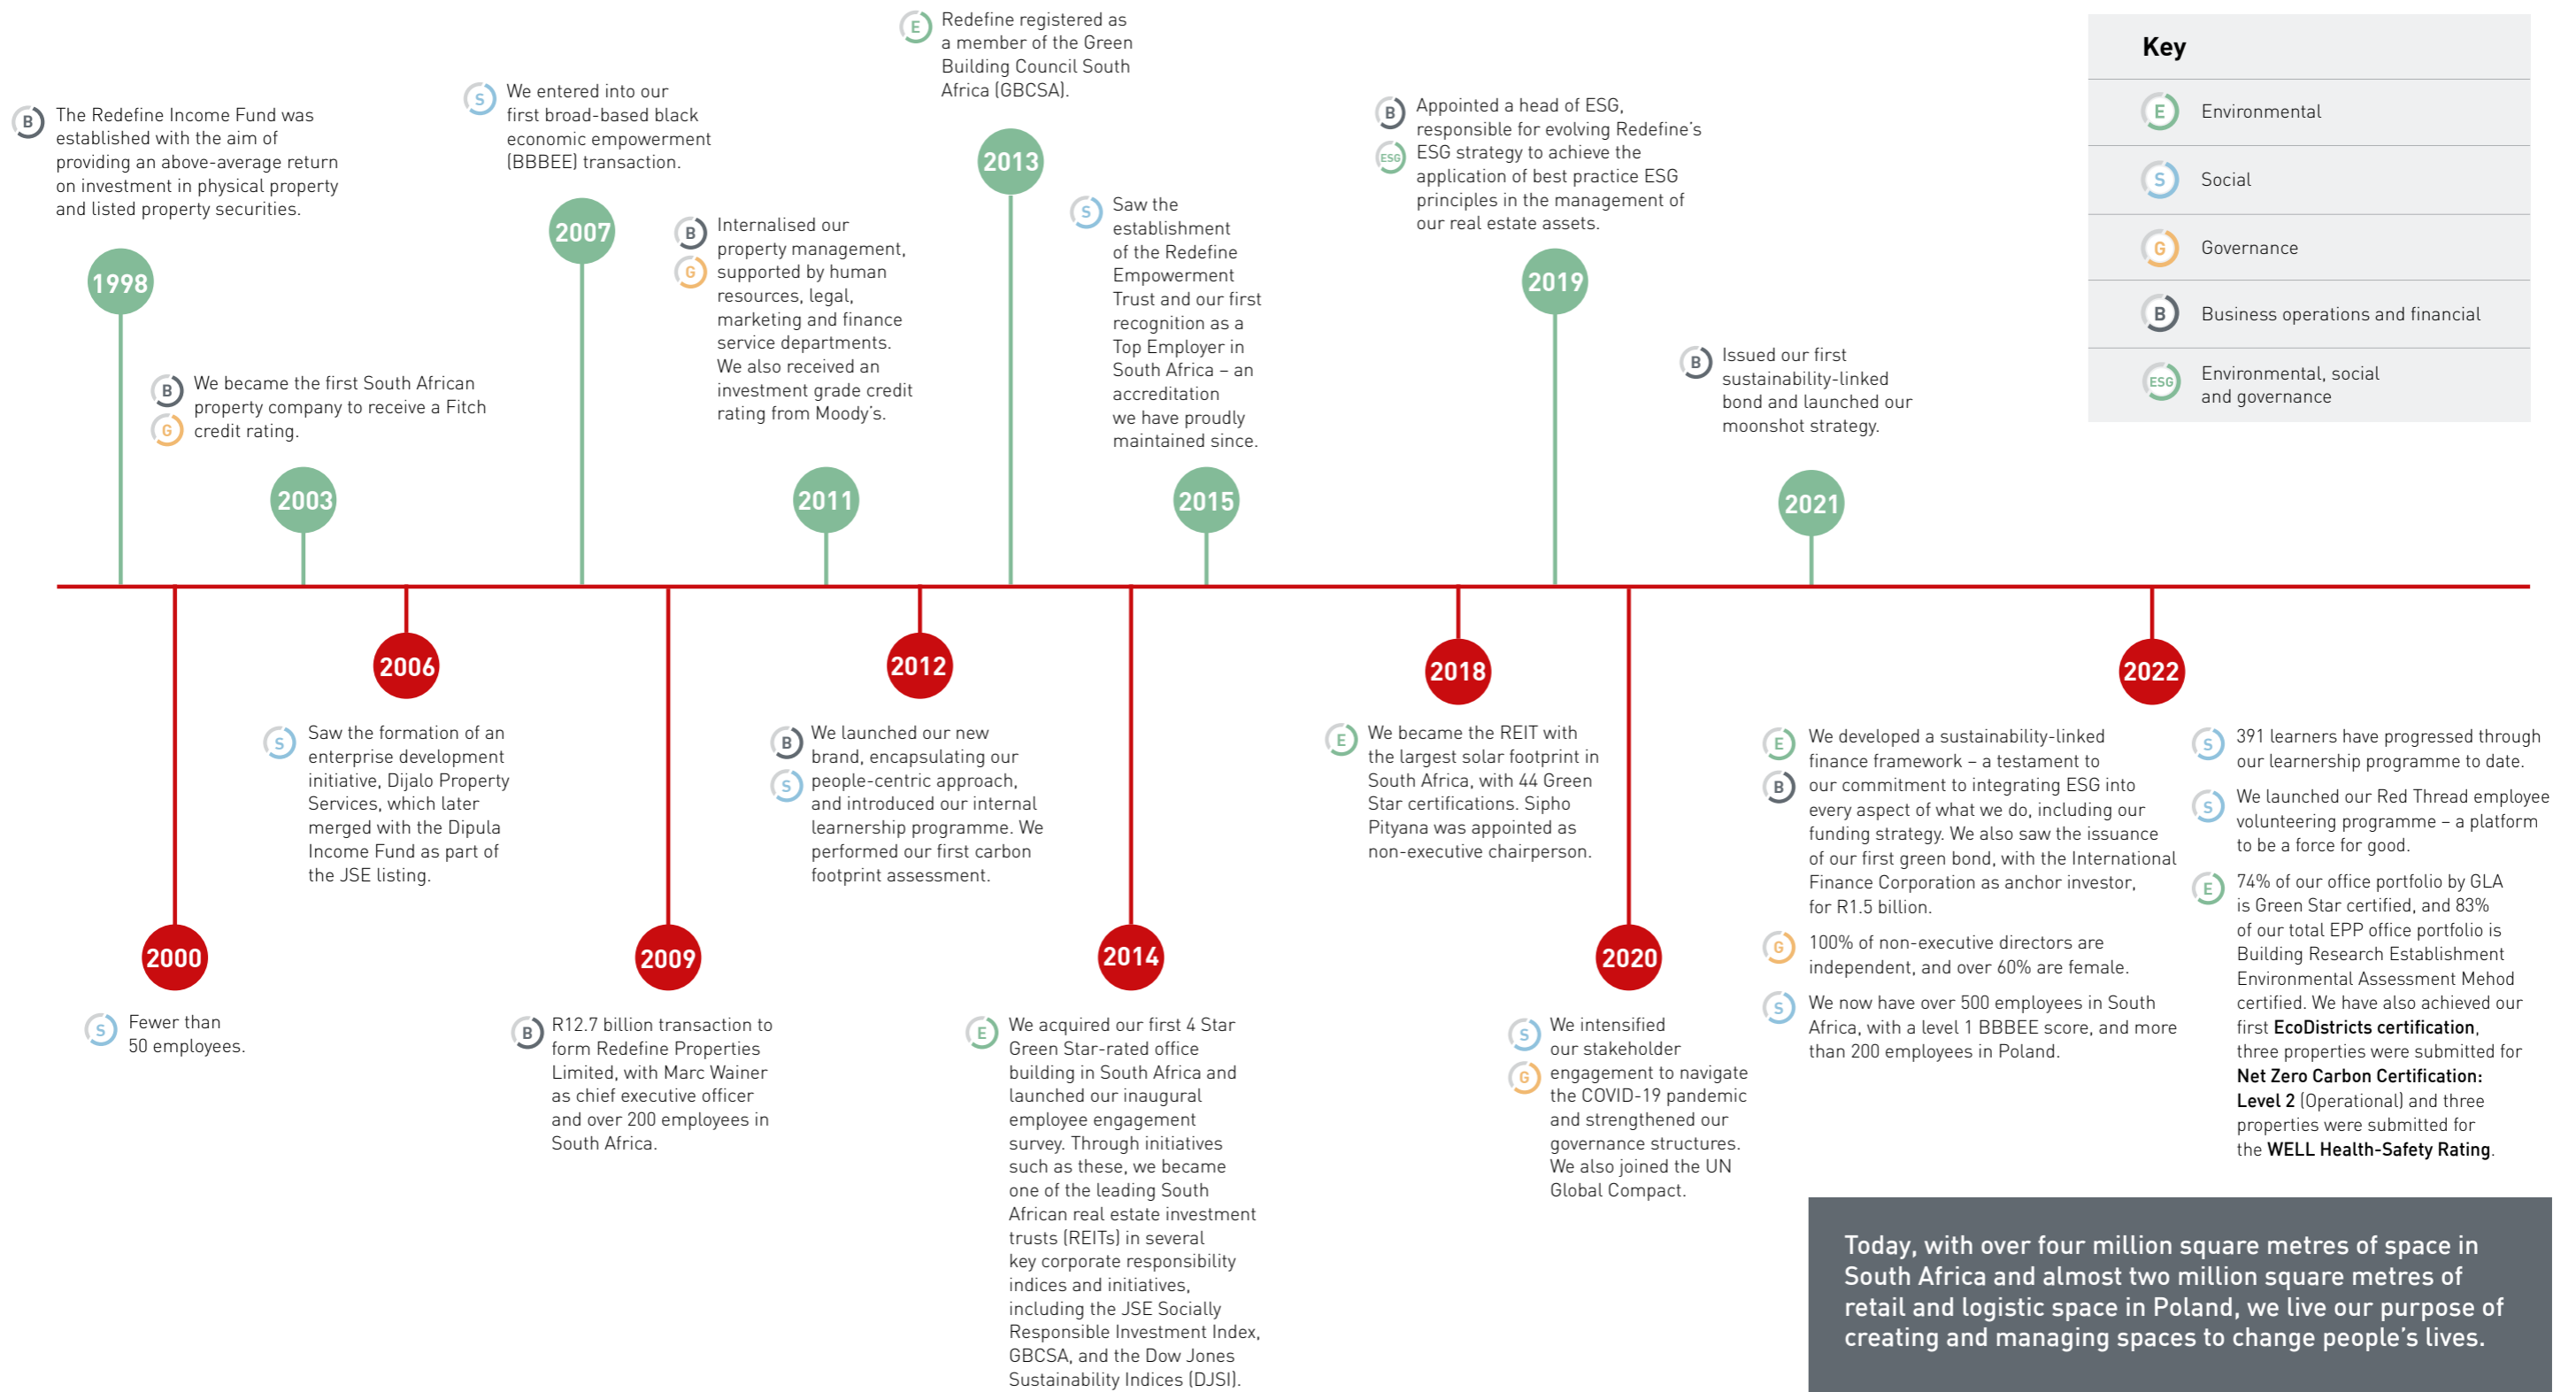 B
The Redefine Income Fund was
established with the aim of
providing an above-average return
on investment in physical property
and listed property securities.
1998
B
G
We became the first South African
property company to receive a Fitch
credit rating.
2003
S
We entered into our
first broad-based black
economic empowerment
(BBBEE) transaction.
2007
B
G
Internalised our
property management,
supported by human
resources, legal,
marketing and finance
service departments.
We also received an
investment grade credit
rating from Moody's.
2011
E
Redefine registered as
a member of the Green
Building Council South
Africa (GBCSA).
2013
S
Saw the
establishment
of the Redefine
Empowerment
Trust and our first
recognition as a
Top Employer in
South Africa – an
accreditation
we have proudly
maintained since.
2015
B
ESG
Appointed a head of ESG,
responsible for evolving Redefine's
ESG strategy to achieve the
application of best practice ESG
principles in the management of
our real estate assets.
2019
B
Issued our first
sustainability-linked
bond and launched our
moonshot strategy.
2021
Key
E
Environmental
S
Social
G
Governance
B
Business operations and financial
ESG
Environmental, social
and governance
2000
S
Fewer than
50 employees.
2006
S
Saw the formation of an
enterprise development
initiative, Dijalo Property
Services, which later
merged with the Dipula
Income Fund as part of
the JSE listing.
2009
B
R12.7 billion transaction to
form Redefine Properties
Limited, with Marc Wainer
as chief executive officer
and over 200 employees in
South Africa.
2012
B
S
We launched our new
brand, encapsulating our
people-centric approach,
and introduced our internal
learnership programme. We
performed our first carbon
footprint assessment.
2014
E
We acquired our first 4 Star
Green Star-rated office
building in South Africa and
launched our inaugural
employee engagement
survey. Through initiatives
such as these, we became
one of the leading South
African real estate investment
trusts (REITs) in several
key corporate responsibility
indices and initiatives,
including the JSE Socially
Responsible Investment Index,
GBCSA, and the Dow Jones
Sustainability Indices (DJSI).
2018
E
We became the REIT with
the largest solar footprint in
South Africa, with 44 Green
Star certifications. Sipho
Pityana was appointed as
non-executive chairperson.
2020
S
G
We intensified
our stakeholder
engagement to navigate
the COVID-19 pandemic
and strengthened our
governance structures.
We also joined the UN
Global Compact.
2022
E
B
We developed a sustainability-linked
finance framework – a testament to
our commitment to integrating ESG into
every aspect of what we do, including our
funding strategy. We also saw the issuance
of our first green bond, with the International
Finance Corporation as anchor investor,
for R1.5 billion.
G
100% of non-executive directors are
independent, and over 60% are female.
S
We now have over 500 employees in South
Africa, with a level 1 BBBEE score, and more
than 200 employees in Poland.
S
391 learners have progressed through
our learnership programme to date.
S
We launched our Red Thread employee
volunteering programme – a platform
to be a force for good.
E
74% of our office portfolio by GLA
is Green Star certified, and 83%
of our total EPP office portfolio is
Building Research Establishment
Environmental Assessment Mehod
certified. We have also achieved our
first EcoDistricts certification,
three properties were submitted for
Net Zero Carbon Certification:
Level 2 (Operational) and three
properties were submitted for
the WELL Health-Safety Rating.
Today, with over four million square metres of space in
South Africa and almost two million square metres of
retail and logistic space in Poland, we live our purpose of
creating and managing spaces to change people's lives.